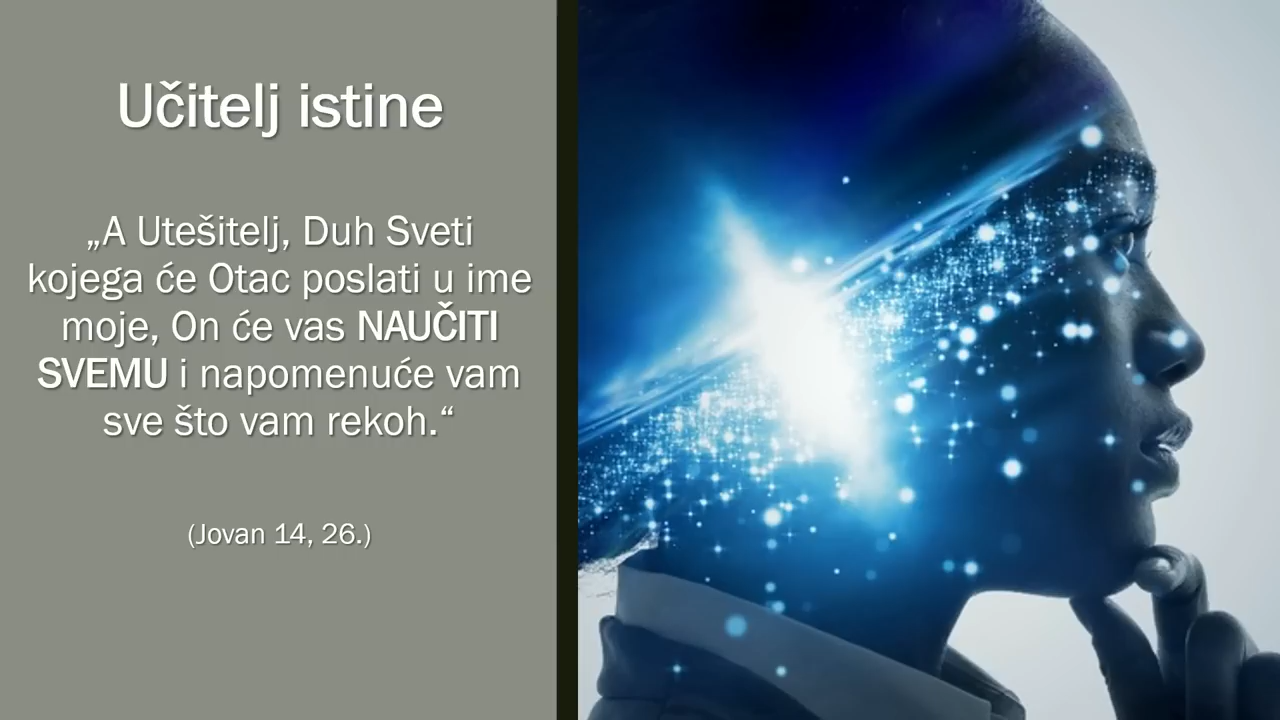 Učitelj istine
„A Utešitelj, Duh Sveti
kojega će Otac poslati u ime
moje, On će vas NAUČITI
SVEMU i napomenuće vam
sve što vam rekoh.“
(Jovan 14, 26.)